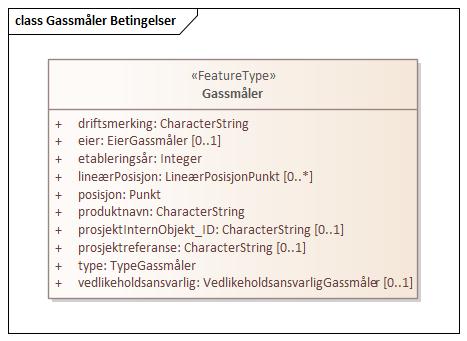 class Gassmåler Betingelser
«FeatureType»
Gassmåler
+ driftsmerking: CharacterString
+ eier: EierGassmåler [0..1]
+ etableringsår: Integer
+ lineærPosisjon: LineærPosisjonPunkt [0..*]
+ posisjon: Punkt
+ produktnavn: CharacterString
+ prosjektInternObjekt_ID: CharacterString [0..1]
+ prosjektreferanse: CharacterString [0..1]
+ type: TypeGassmåler
+ vedlikeholdsansvarlig: VedlikeholdsansvarligGassmåler [0..1]